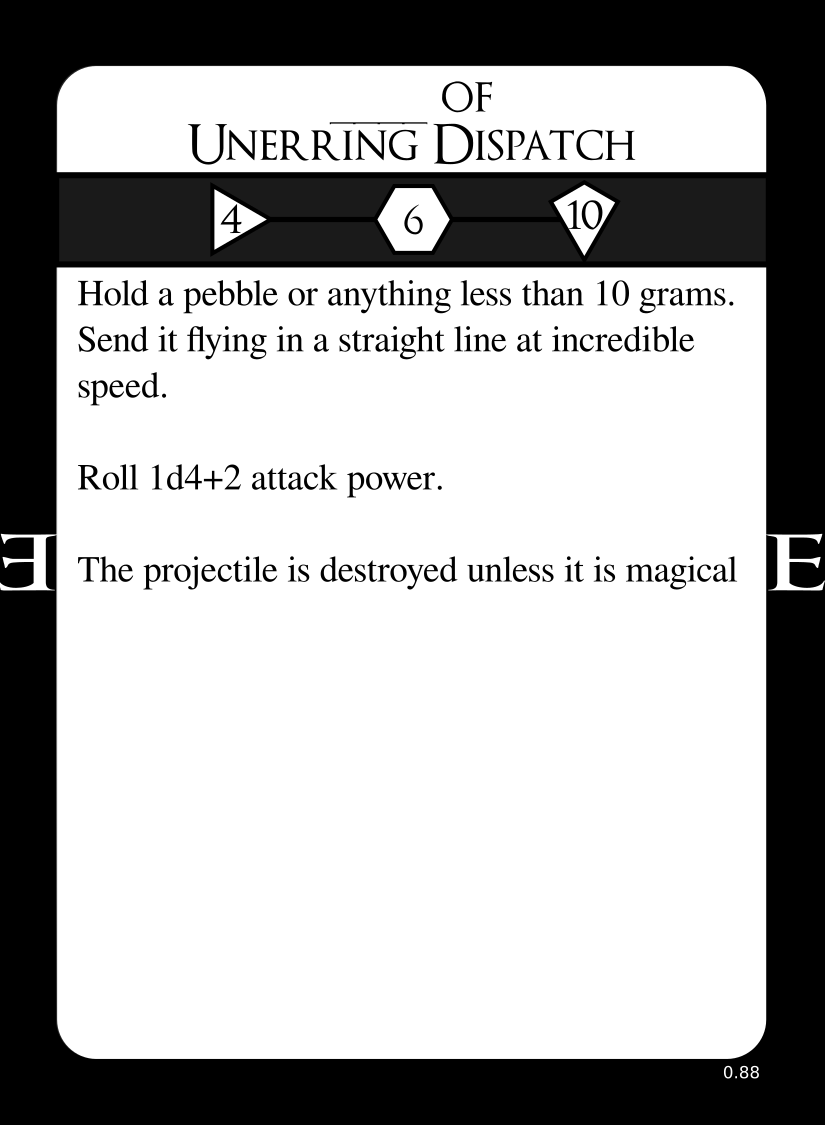 ____ OF
UNERRING DISPATCH
4 6 10
Hold a pebble or anything less than 10 grams.
Send it flying in a straight line at incredible
speed.
Roll 1d4+2 attack power.
E The projectile is destroyed unless it is magical E
0.88